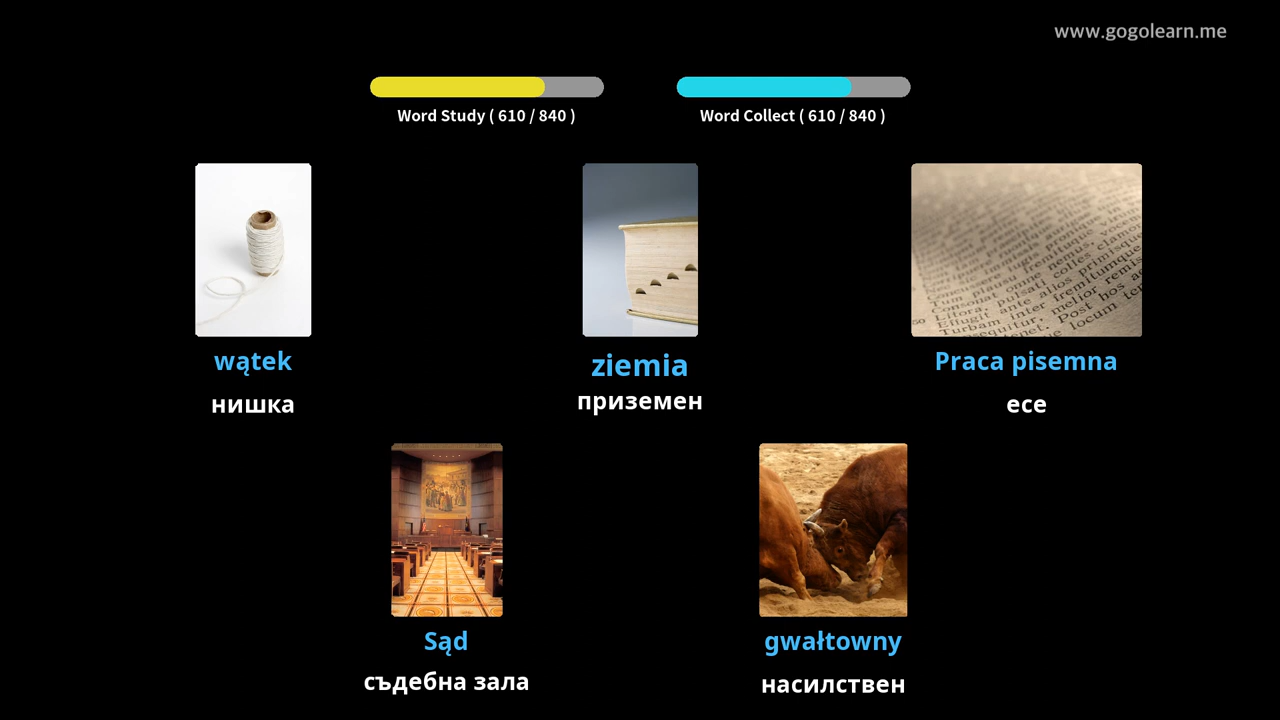 www.gogolearn.me
Word Study ( 610 / 840 )
Word Collect ( 610 / 840 )
wątek
ziemia
Praca pisemna
нишка
приземен
есе
Sąd
gwałtowny
съдебна зала
насилствен